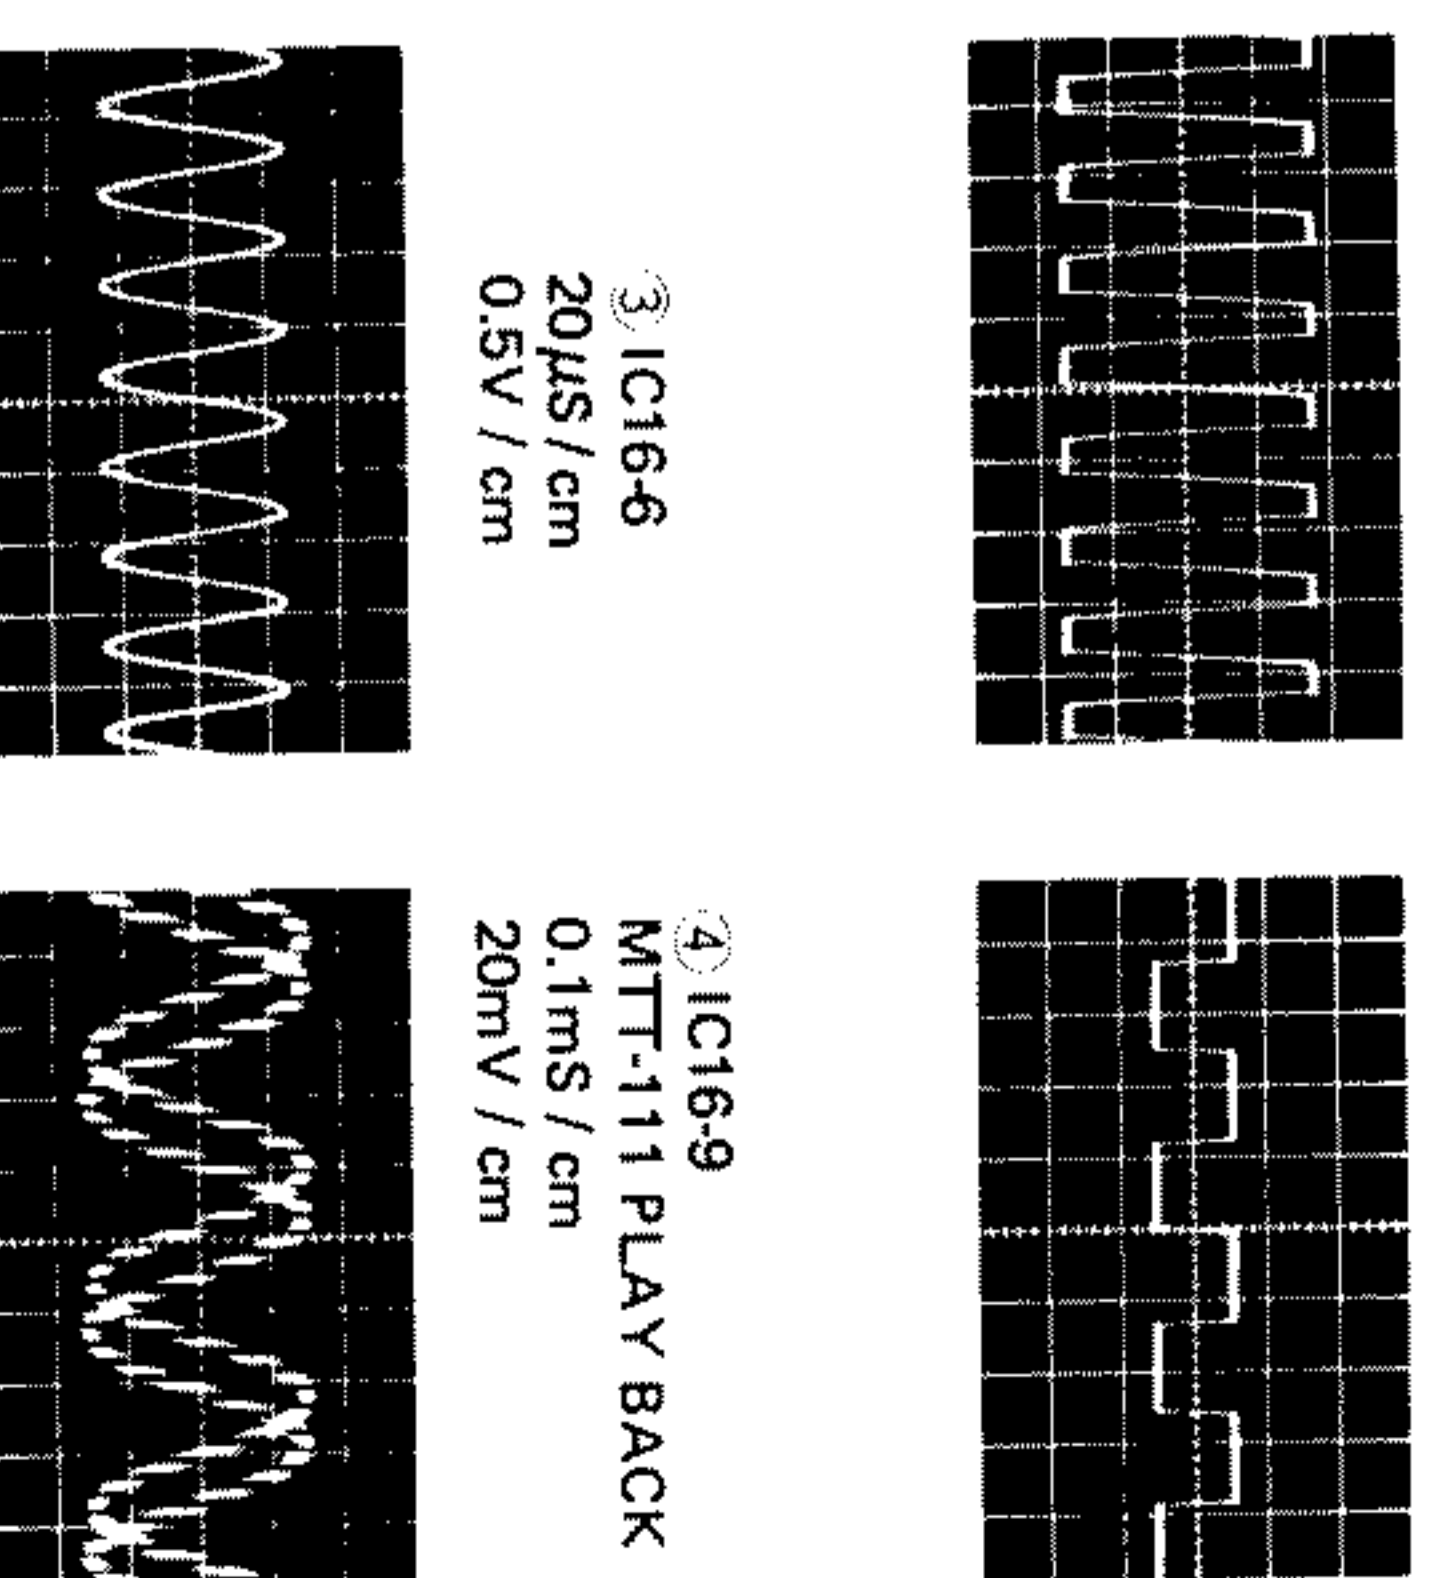 ③ IC16-6
20µS/cm
0.5V / cm
④ IC16-9
MTT-111 PLAY BACK
0.1mS / cm
20mV / cm